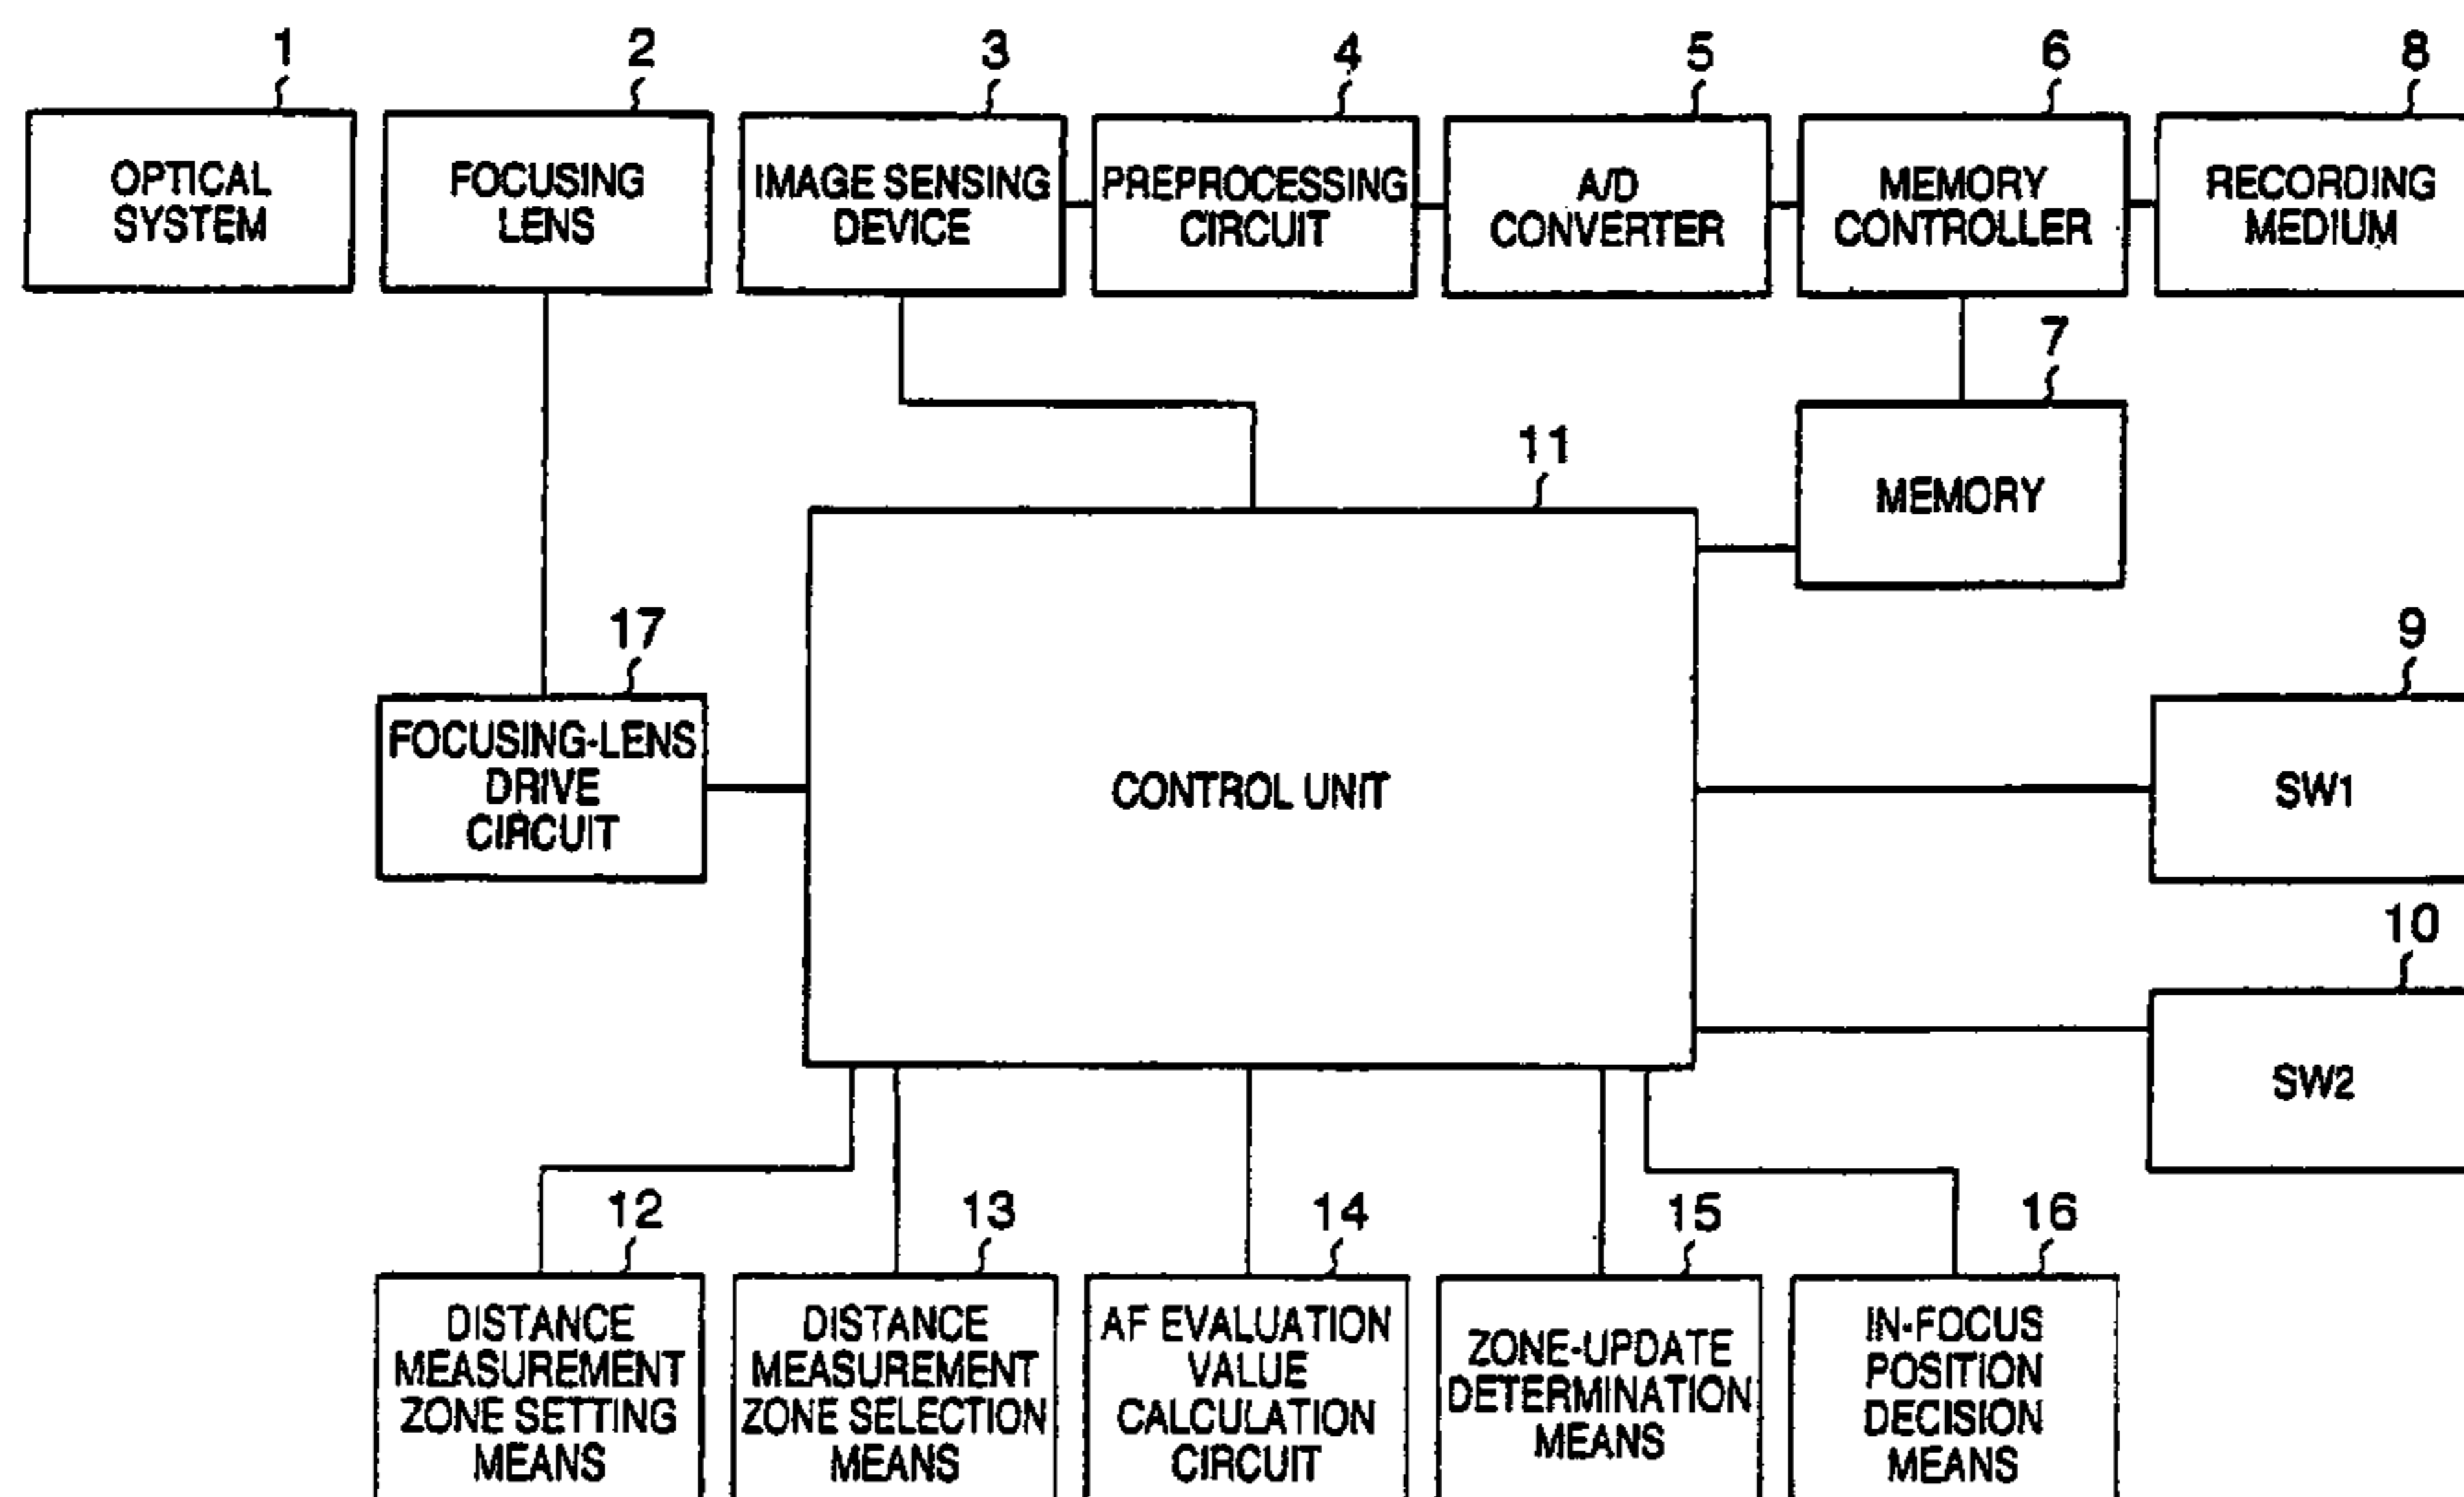 1
2
3
4
5
6
8
OPTICAL
SYSTEM
FOCUSING
LENS
IMAGE SENSING
DEVICE
PREPROCESSING
CIRCUIT
A/D
CONVERTER
MEMORY
CONTROLLER
RECORDING
MEDIUM
7
MEMORY
11
CONTROL UNIT
17
FOCUSING-LENS
DRIVE
CIRCUIT
9
SW1
10
SW2
12
DISTANCE
MEASUREMENT
ZONE SETTING
MEANS
13
DISTANCE
MEASUREMENT
ZONE SELECTION
MEANS
14
AF EVALUATION
VALUE
CALCULATION
CIRCUIT
15
ZONE-UPDATE
DETERMINATION
MEANS
16
IN-FOCUS
POSITION
DECISION
MEANS